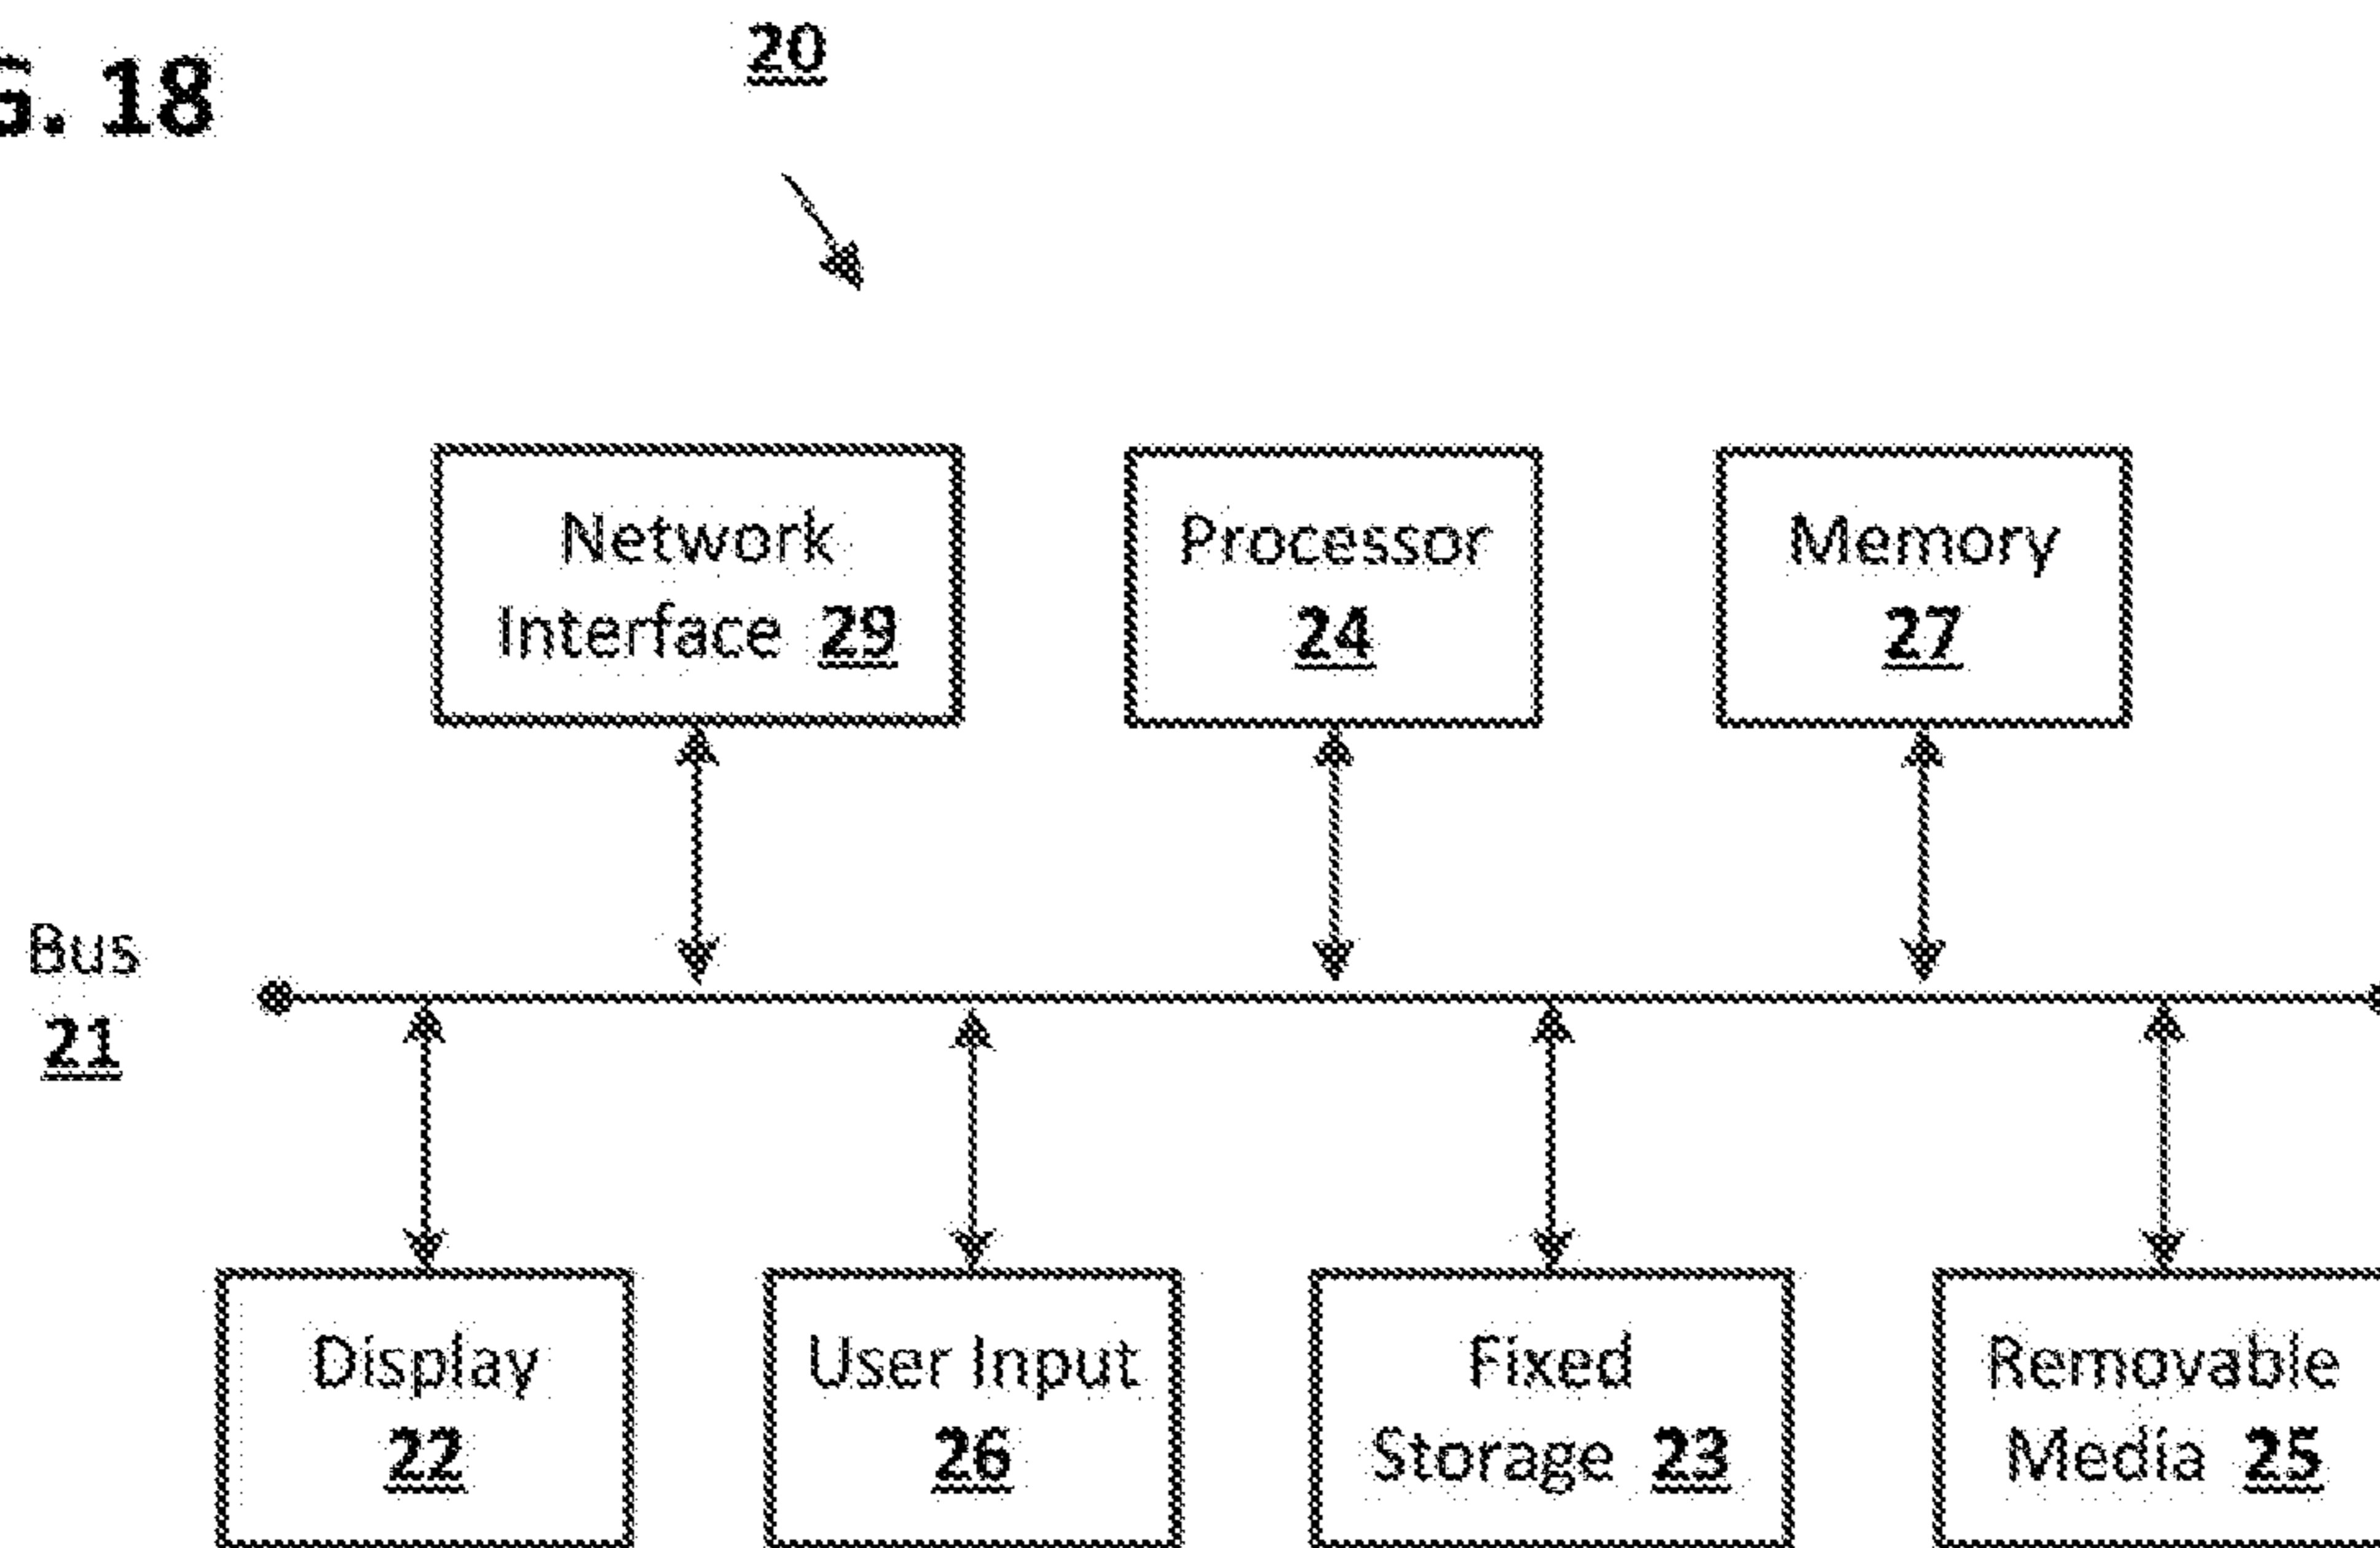 G. 18
20
Network
Interface 29
Processor
24
Memory
27
Bus
21
Display
22
User Input
26
Fixed
Storage 23
Removable
Media 25